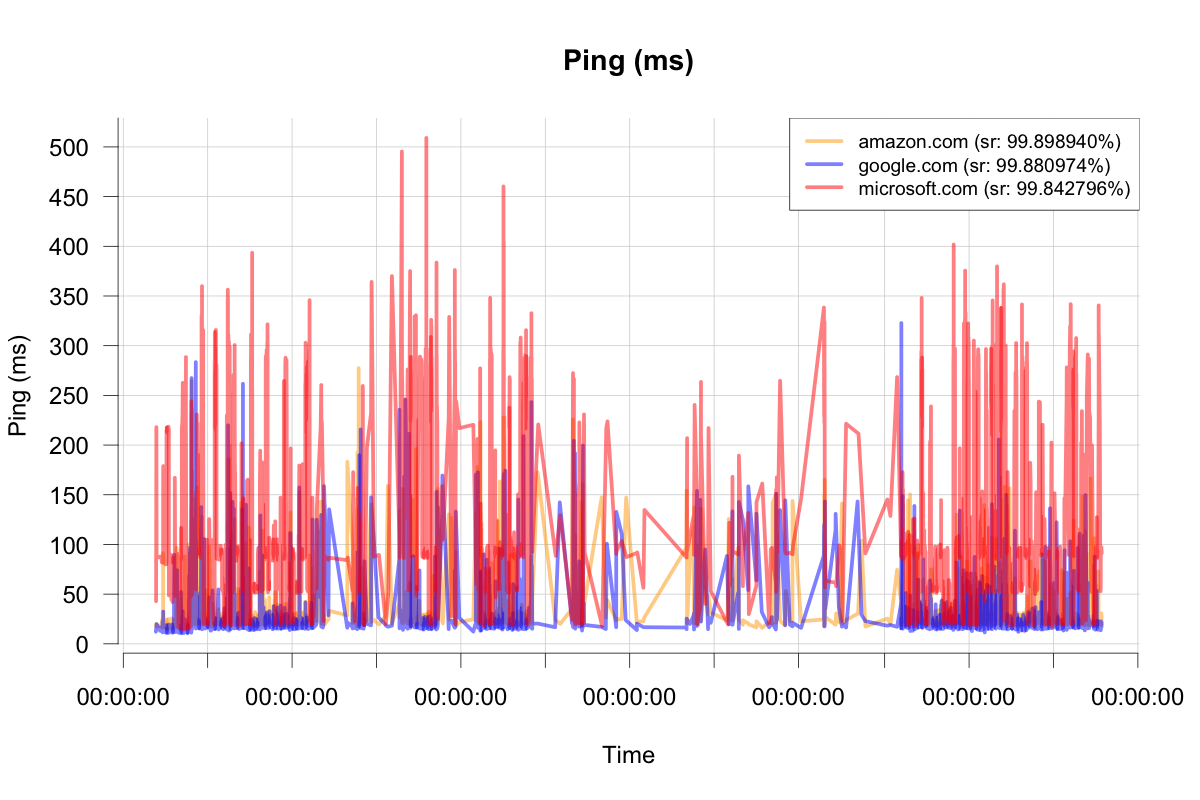 Ping (ms)
amazon.com (sr: 99.898940%)
google.com (sr: 99.880974%)
microsoft.com (sr: 99.842796%)
500
450
400
350
300
250
200
150
100
50
0
Ping (ms)
00:00:00 00:00:00 00:00:00 00:00:00 00:00:00 00:00:00 00:00:00
Time